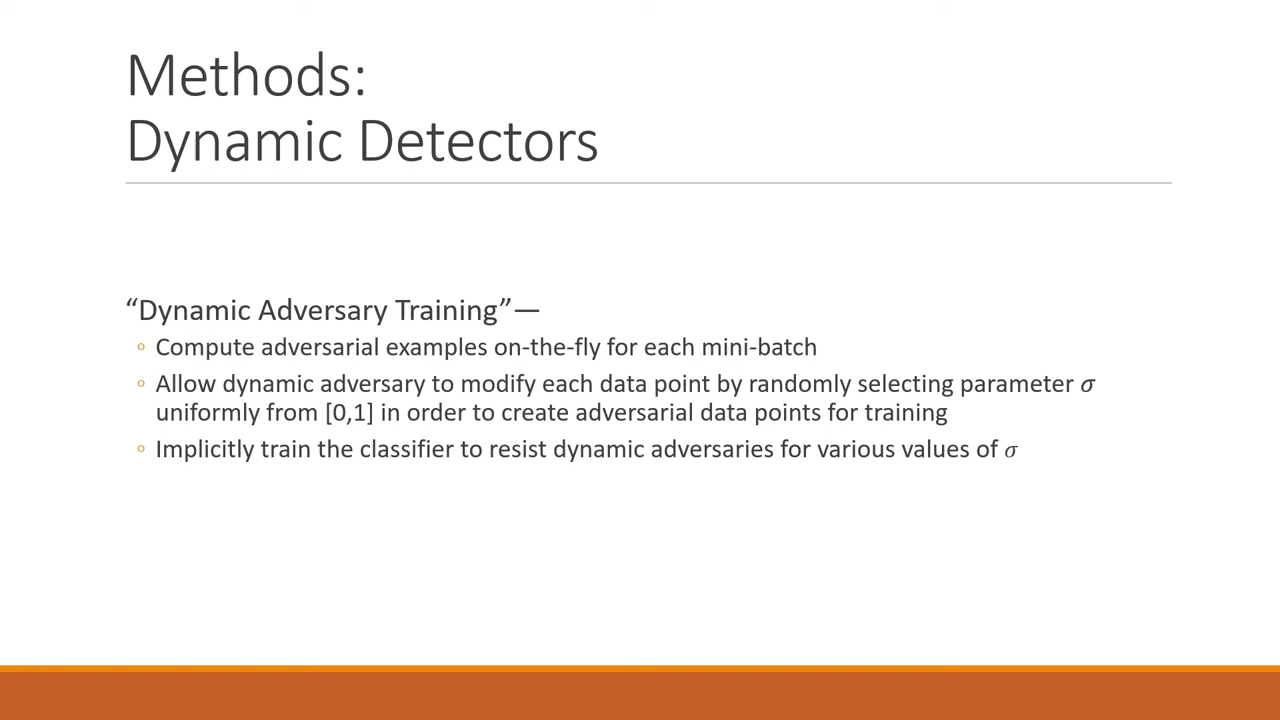 Methods:
Dynamic Detectors
“Dynamic Adversary Training”—
◦ Compute adversarial examples on-the-fly for each mini-batch
◦ Allow dynamic adversary to modify each data point by randomly selecting parameter 𝜎
uniformly from [0,1] in order to create adversarial data points for training
◦ Implicitly train the classifier to resist dynamic adversaries for various values of 𝜎